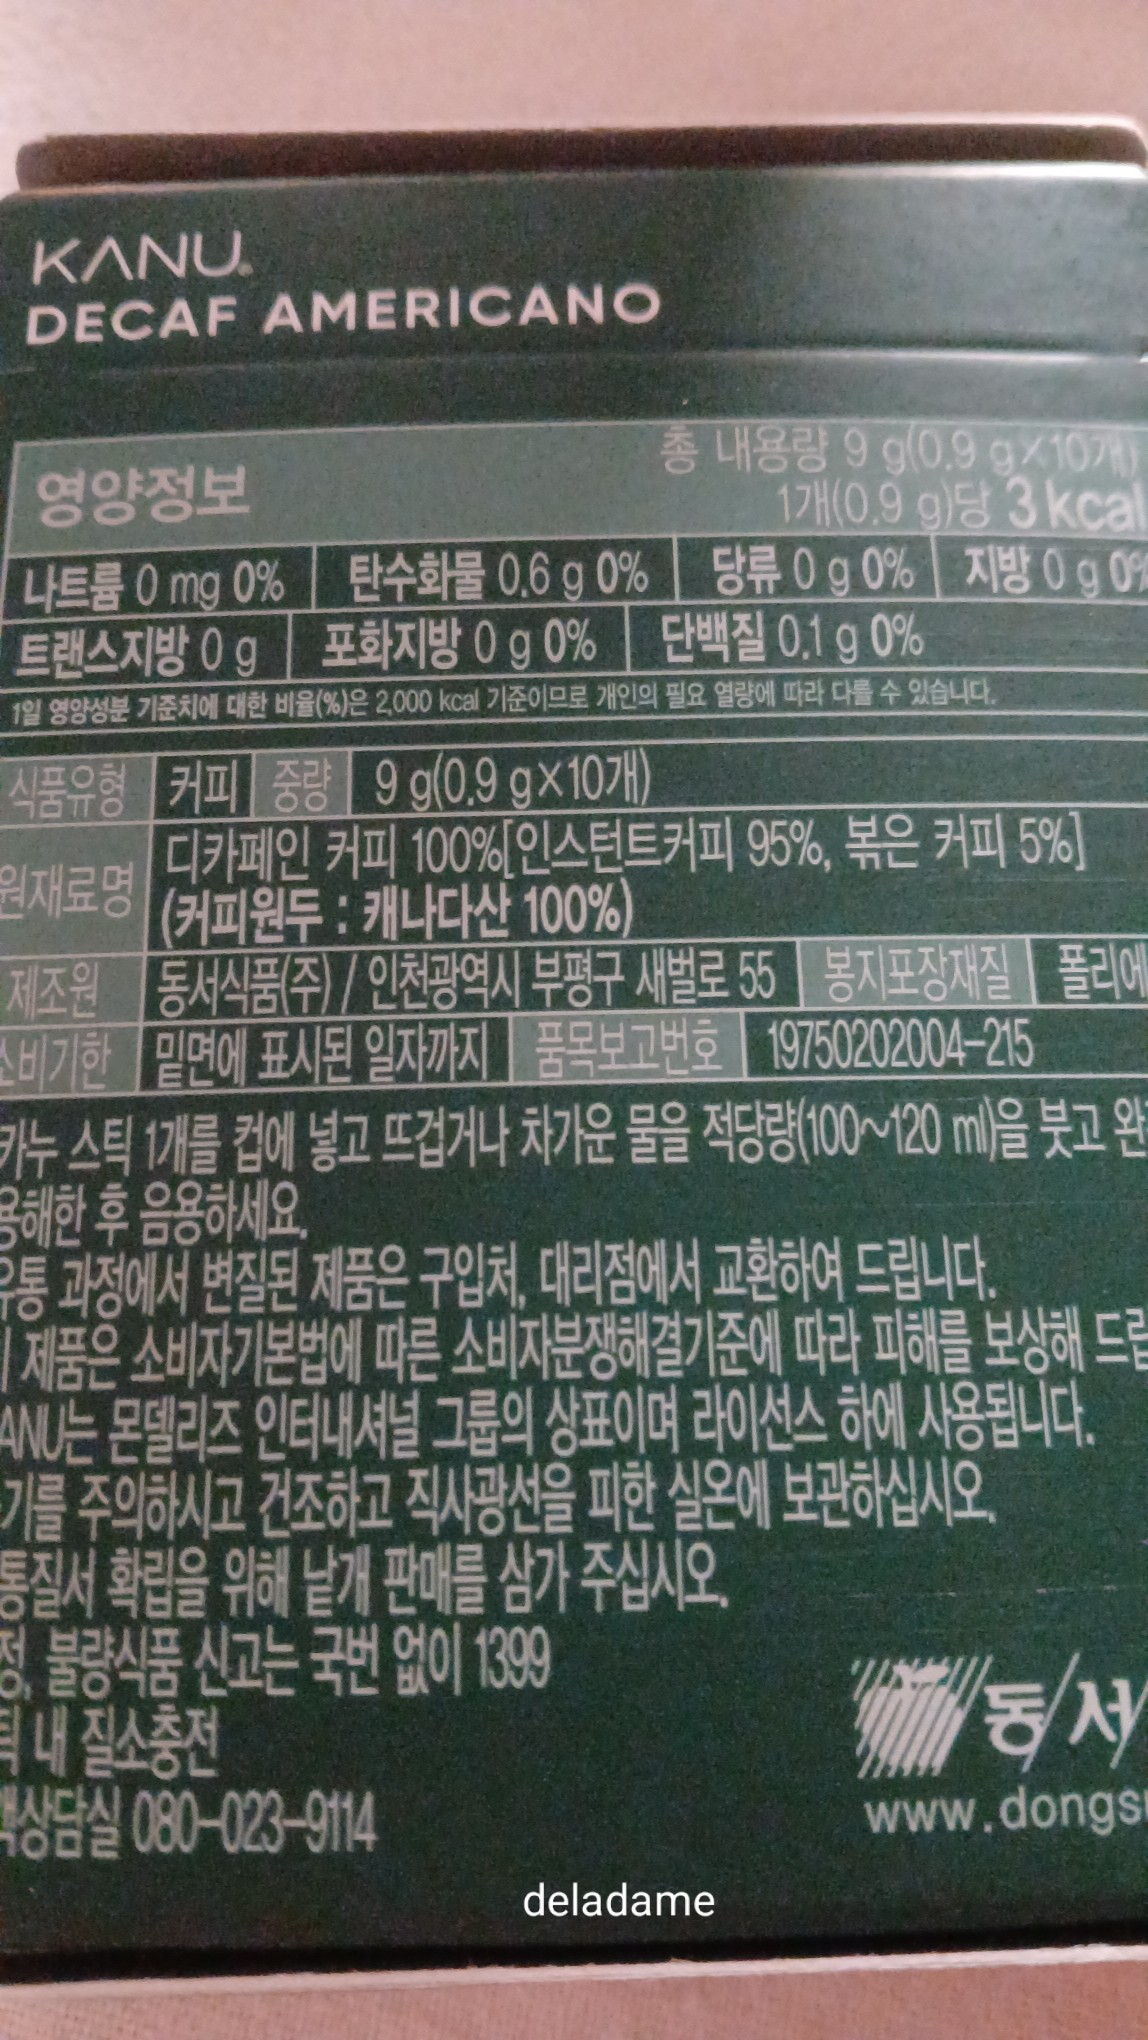 KANU
DECAF AMERICANO
총 내용량 9 g(0.9 g×10개)
영양정보 1개(0.9 g)당 3 kcal
나트륨 0 mg 0% 탄수화물 0.6 g 0% 당류 0 g 0% 지방 0 g 0%
트랜스지방 0 g 포화지방 0 g 0% 단백질 0.1 g 0%
1일 영양성분 기준치에 대한 비율(%)은 2,000 kcal 기준이므로 개인의 필요 열량에 따라 다를 수 있습니다.
식품유형 커피 중량 9 g(0.9 g×10개)
원재료명 디카페인 커피 100%[인스턴트커피 95%, 볶은 커피 5%]
(커피원두 : 캐나다산 100%)
제조원 동서식품(주) / 인천광역시 부평구 새벌로 55 봉지포장재질 폴리에
소비기한 밑면에 표시된 일자까지 품목보고번호 19750202004-215
카누 스틱 1개를 컵에 넣고 뜨겁거나 차가운 물을 적당량(100~120 ml)을 붓고 완
용해한 후 음용하세요.
유통 과정에서 변질된 제품은 구입처, 대리점에서 교환하여 드립니다.
제품은 소비자기본법에 따른 소비자분쟁해결기준에 따라 피해를 보상해 드립
ANU는 몬델리즈 인터내셔널 그룹의 상표이며 라이선스 하에 사용됩니다.
기를 주의하시고 건조하고 직사광선을 피한 실온에 보관하십시오.
통질서 확립을 위해 낱개 판매를 삼가 주십시오.
정, 불량식품 신고는 국번 없이 1399
틱 내 질소충전
객상담실 080-023-9114
동서
www.dongs
deladame